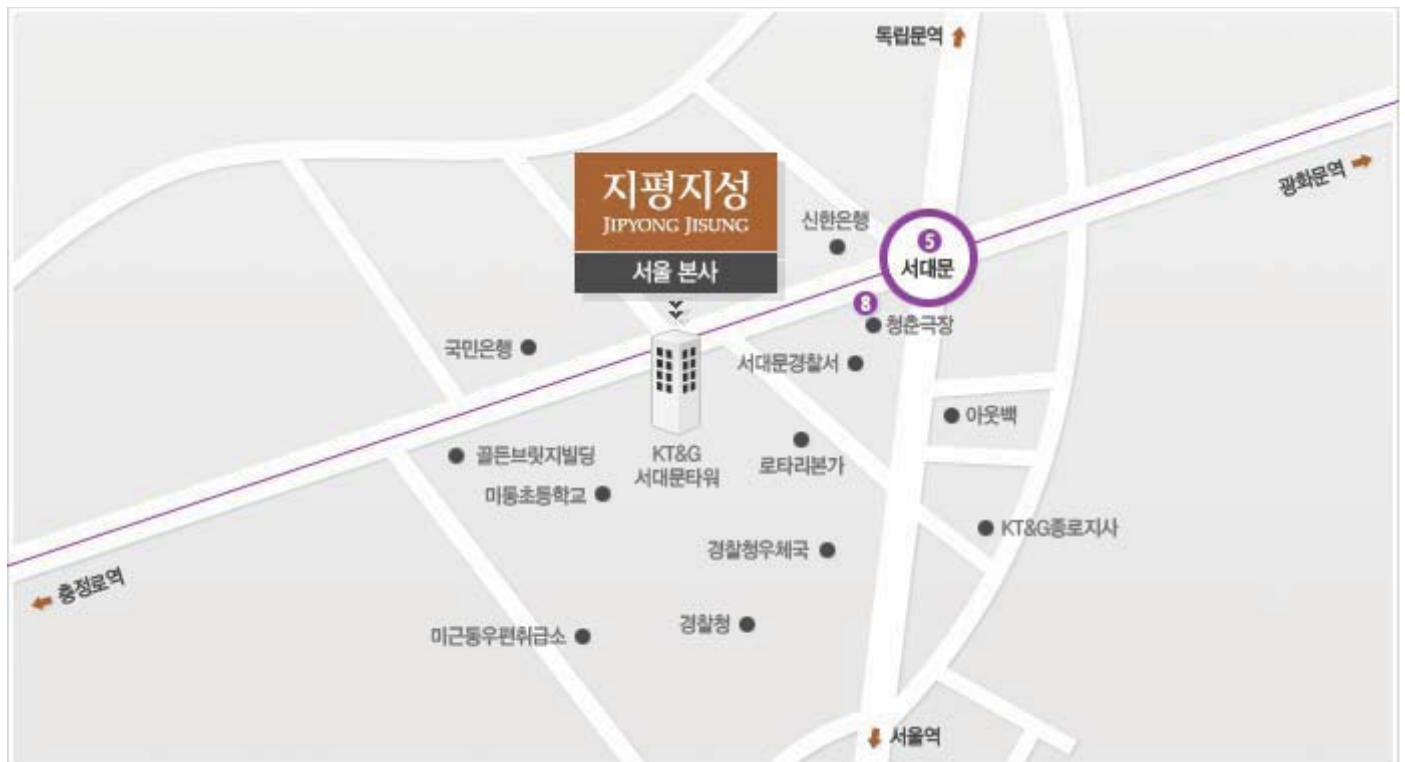 독립문역
광화문역
지평지성
JIPYONG JISUNG
서울 본사
신한은행
5
서대문
8
청춘극장
국민은행
서대문경찰서
아웃백
골든브릿지빌딩
KT&G
서대문타워
로타리본가
미동초등학교
KT&G종로지사
경찰청우체국
충정로역
미근동우편취급소
경찰청
서울역